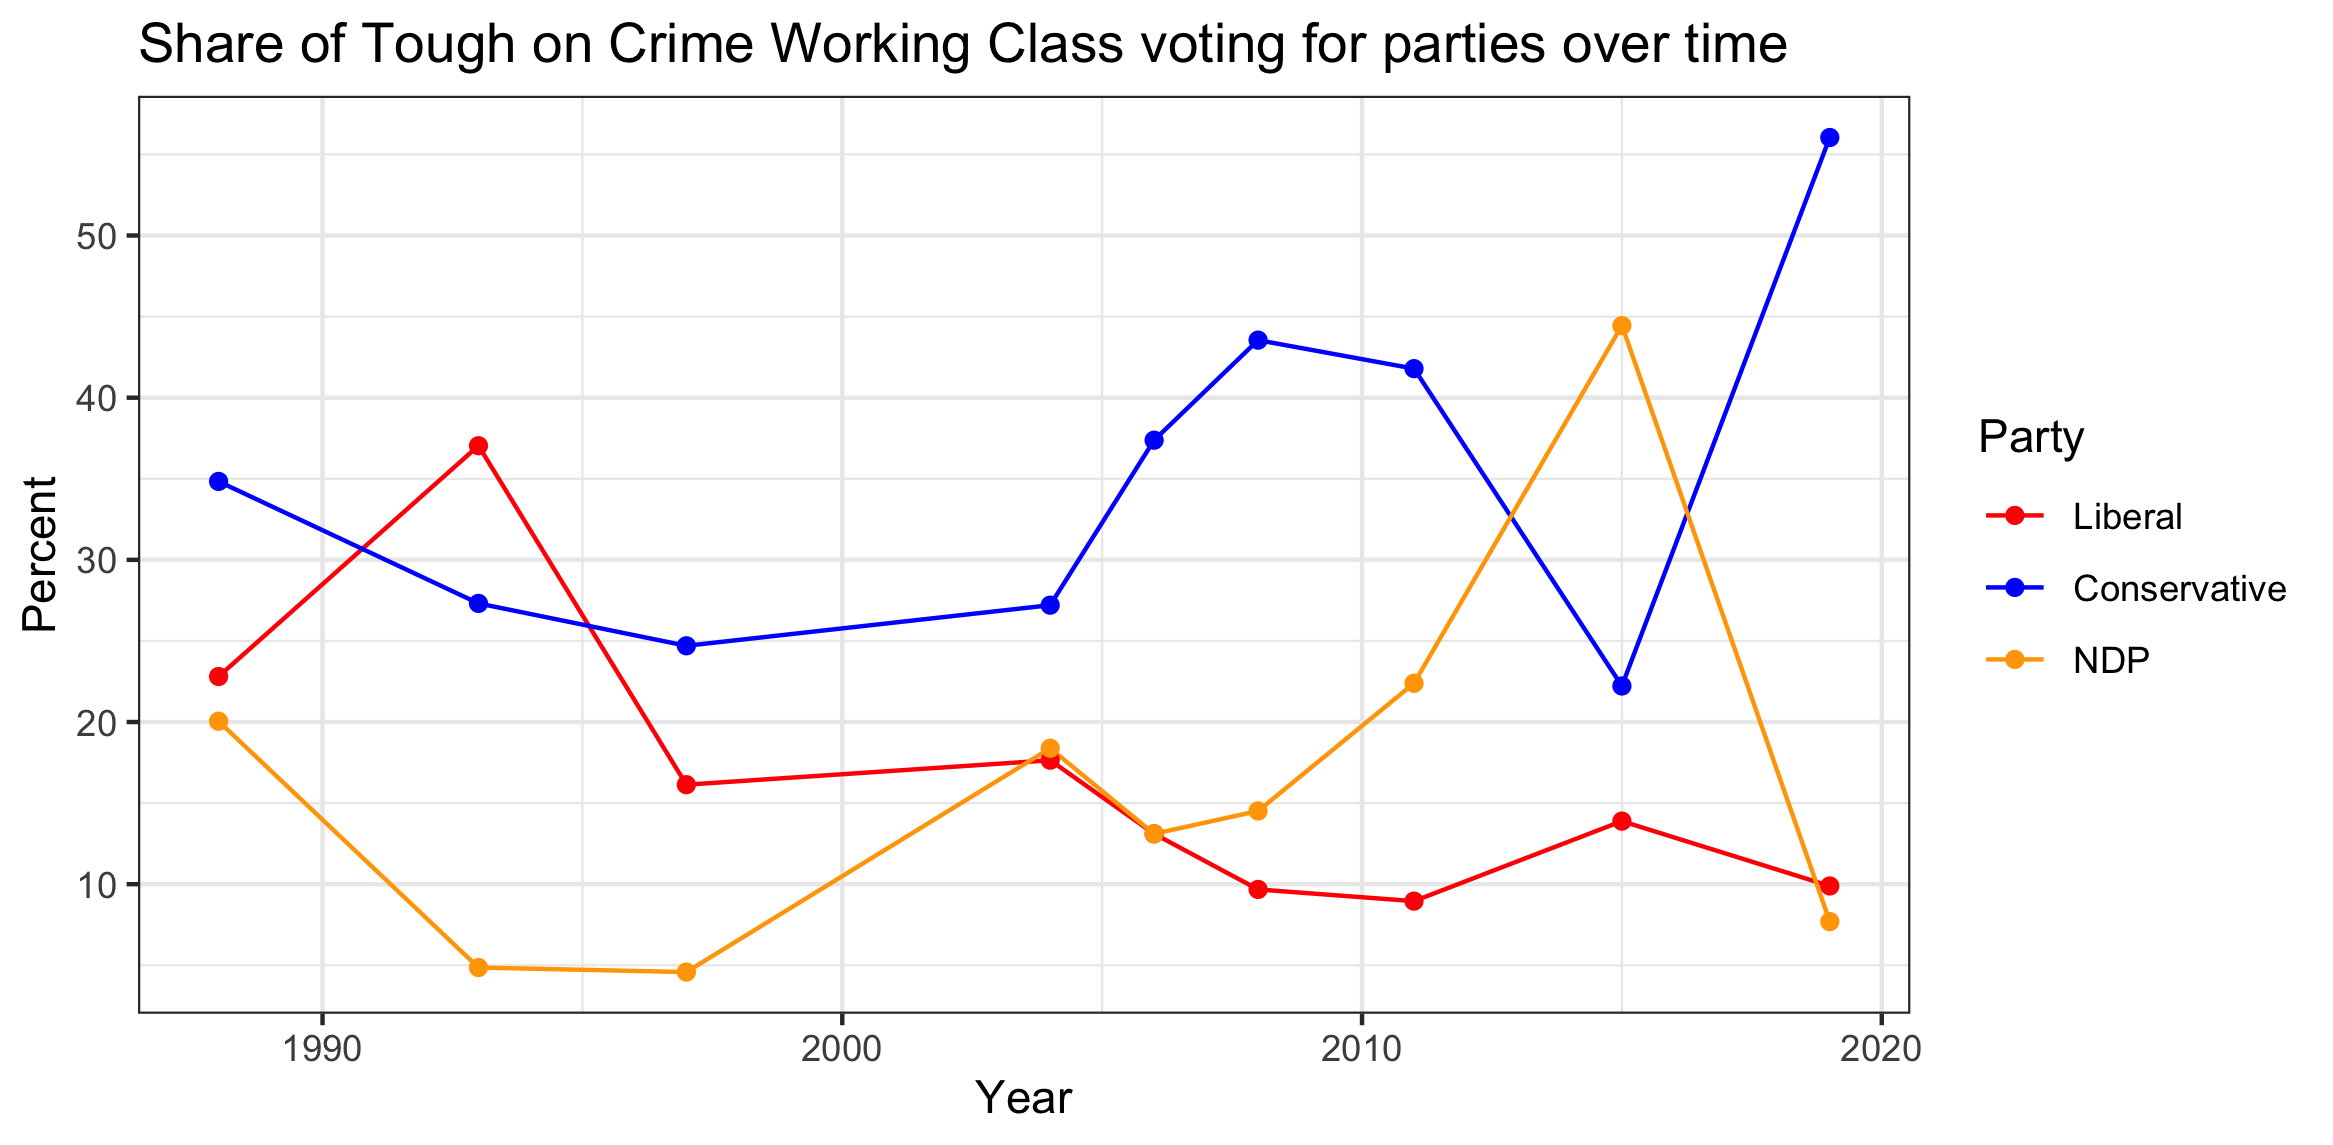 Share of Tough on Crime Working Class voting for parties over time
Percent
50
40
30
20
10
1990 2000 2010 2020
Year
Party
Liberal
Conservative
NDP